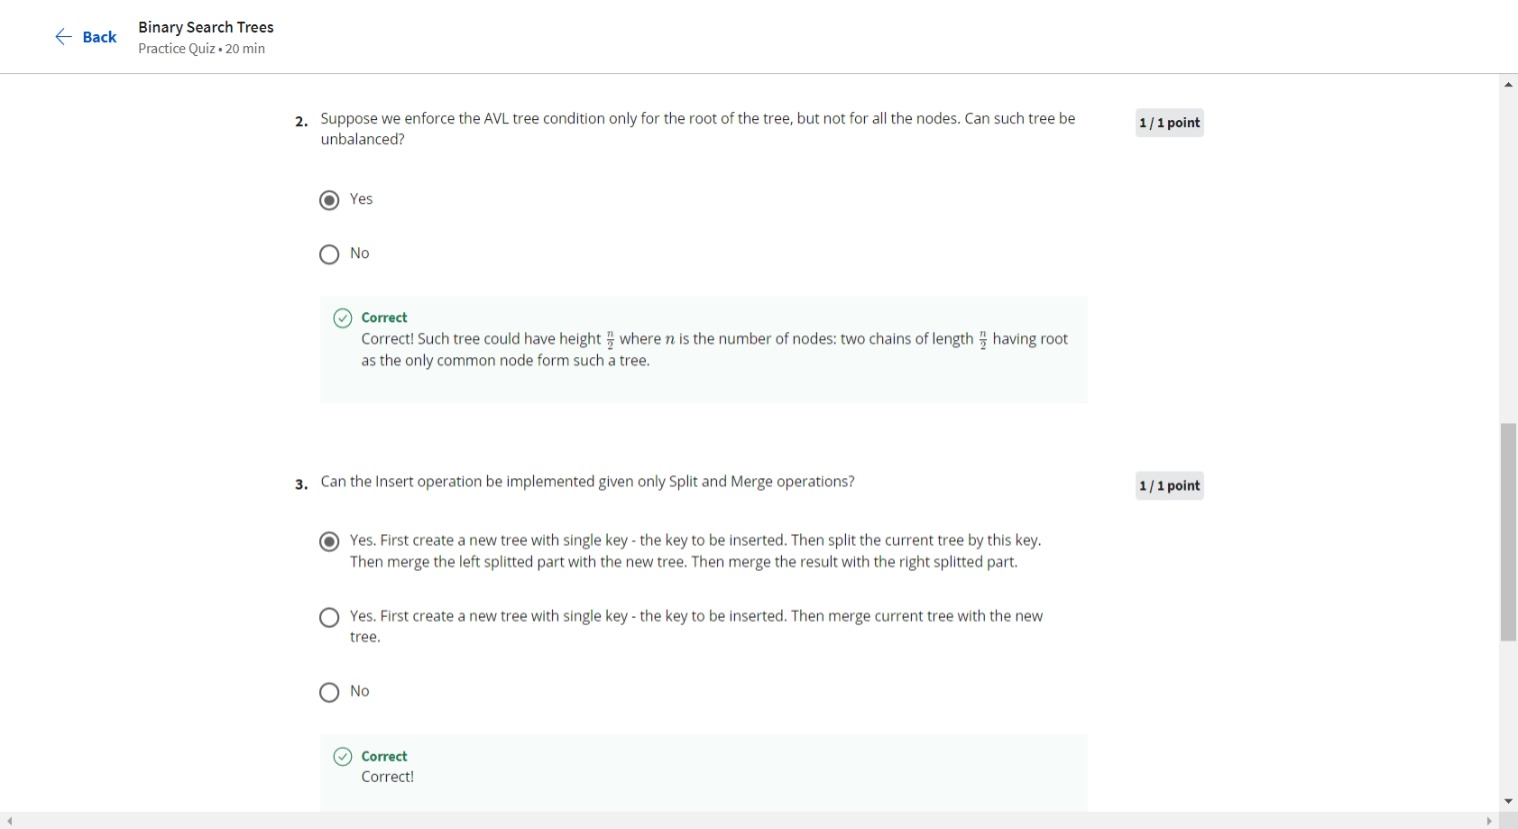 Back
Binary Search Trees
Practice Quiz • 20 min
2. Suppose we enforce the AVL tree condition only for the root of the tree, but not for all the nodes. Can such tree be
unbalanced?
1 / 1 point
Yes
No
Correct
Correct! Such tree could have height n/2 where n is the number of nodes: two chains of length n/2 having root
as the only common node form such a tree.
3. Can the Insert operation be implemented given only Split and Merge operations?
1 / 1 point
Yes. First create a new tree with single key - the key to be inserted. Then split the current tree by this key.
Then merge the left splitted part with the new tree. Then merge the result with the right splitted part.
Yes. First create a new tree with single key - the key to be inserted. Then merge current tree with the new
tree.
No
Correct
Correct!